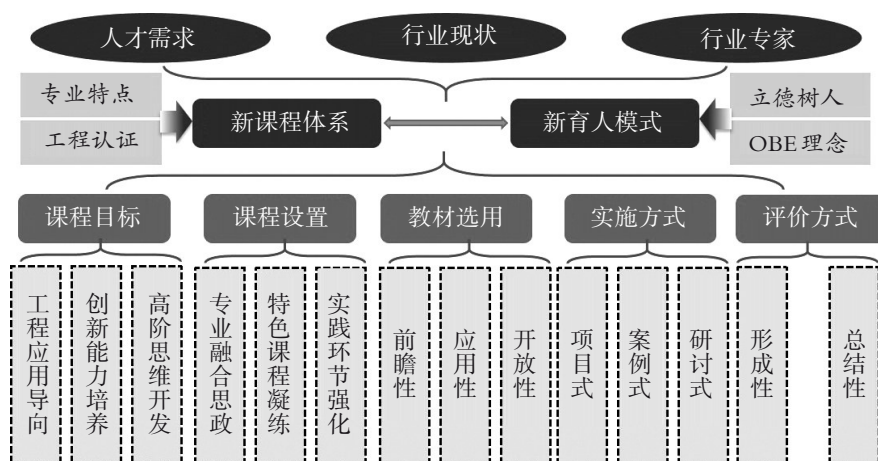 人才需求
行业现状
行业专家
专业特点
工程认证
新课程体系
新育人模式
立德树人
OBE理念
课程目标
课程设置
教材选用
实施方式
评价方式
工程应用导向
创新能力培养
高阶思维开发
专业融合思政
特色课程凝练
实践环节强化
前瞻性
应用性
开放性
项目式
案例式
研讨式
形成性
总结性